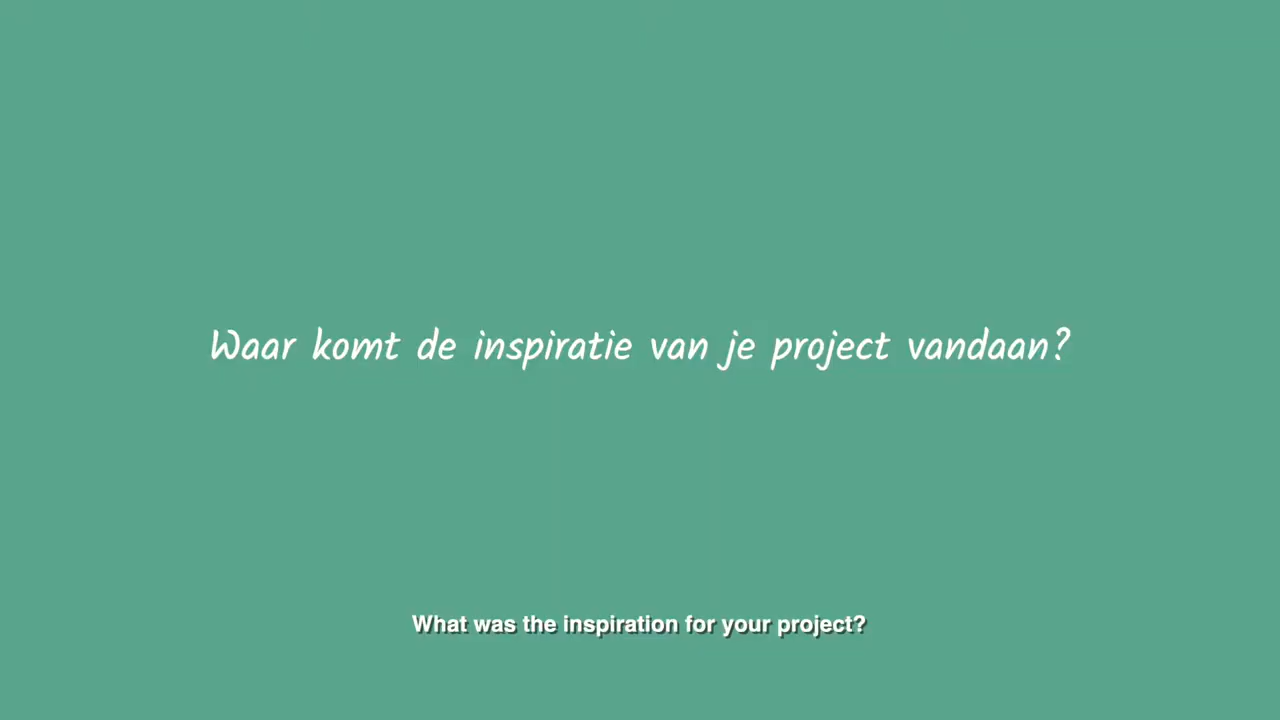 Waar komt de inspiratie van je project vandaan?
What was the inspiration for your project?